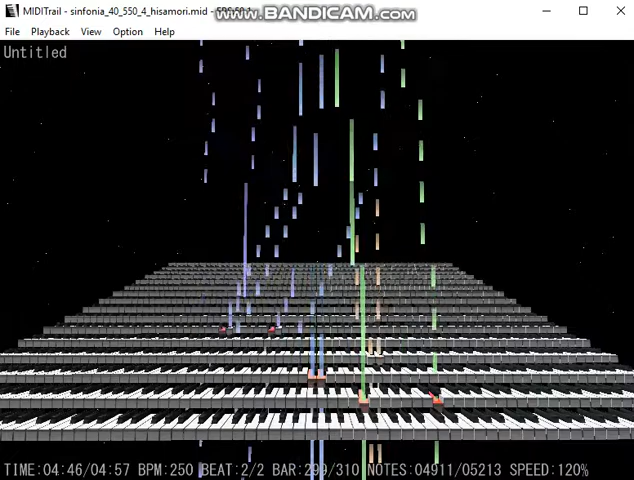 MIDITrail - sinfonia_40_550_4_hisamori.mid -
www.BANDICAM.com
File Playback View Option Help
Untitled
TIME:04:46/04:57 BPM:250 BEAT:2/2 BAR:299/310 NOTES:04911/05213 SPEED:120%